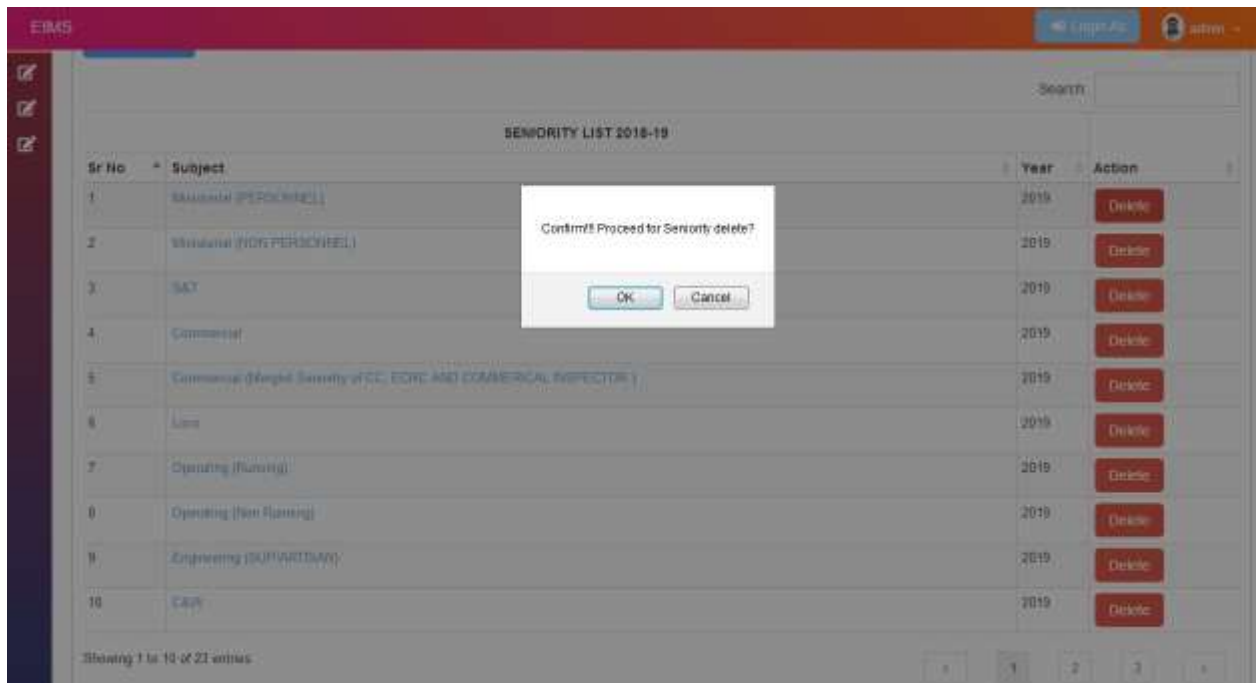 EIMS
Login As admin
Search:
SENIORITY LIST 2018-19
Sr No Subject Year Action
1 Ministerial (PERSONNEL) 2019 Delete
2 Ministerial (NON PERSONNEL) 2019 Delete
Confirm!!! Proceed for Seniority delete?
3 S&T 2019 Delete
OK Cancel
4 Commercial 2019 Delete
5 Commercial (Merged Seniority of CC, ECRC AND COMMERICAL INSPECTOR ) 2019 Delete
6 2019 Delete
7 Operating (Running) 2019 Delete
8 Operating (Non Running) 2019 Delete
9 Engineering 2019 Delete
10 C&W 2019 Delete
Showing 1 to 10 of 23 entries
1 2 3